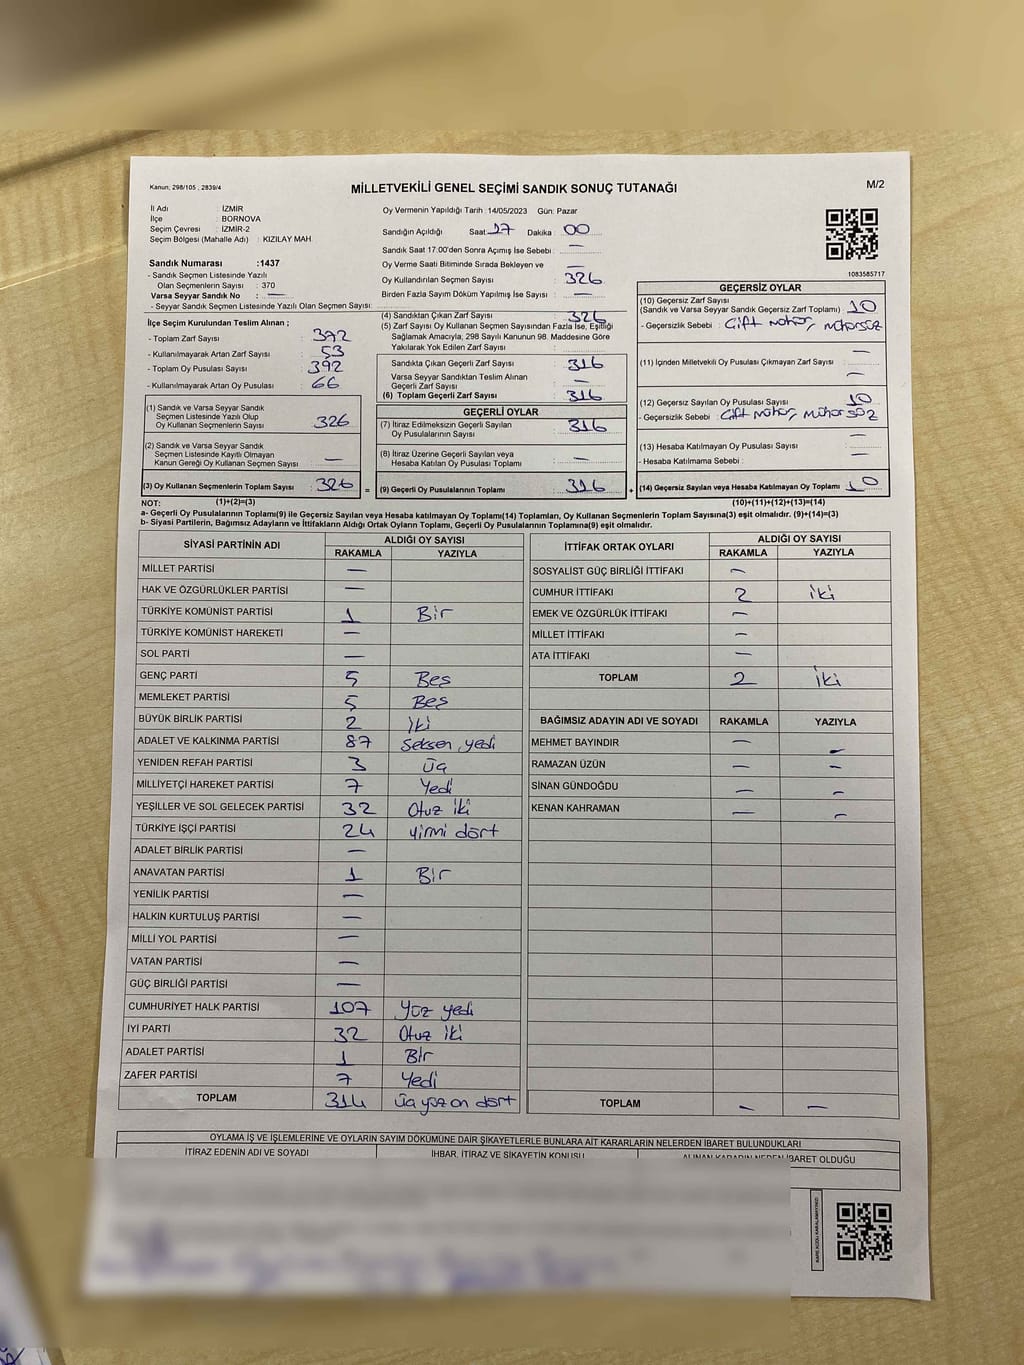 Kanun; 298/105 , 2839/4
MİLLETVEKİLİ GENEL SEÇİMİ SANDIK SONUÇ TUTANAĞI
M/2
İl Adı : İZMİR
İlçe : BORNOVA
Seçim Çevresi : İZMİR-2
Seçim Bölgesi (Mahalle Adı) : KIZILAY MAH
Sandık Numarası :1437
- Sandık Seçmen Listesinde Yazılı
Olan Seçmenlerin Sayısı : 370
Varsa Seyyar Sandık No : —
- Seyyar Sandık Seçmen Listesinde Yazılı Olan Seçmen Sayısı:
Oy Vermenin Yapıldığı Tarih :14/05/2023 Gün: Pazar
Sandığın Açıldığı Saat 17 Dakika : 00
Sandık Saat 17:00'den Sonra Açımış İse Sebebi : —
Oy Verme Saati Bitiminde Sırada Bekleyen ve —
Oy Kullandırılan Seçmen Sayısı : 326
Birden Fazla Sayım Döküm Yapılmış İse Sayısı : —
1083585717
İlçe Seçim Kurulundan Teslim Alınan ;
- Toplam Zarf Sayısı : 392
- Kullanılmayarak Artan Zarf Sayısı : 53
- Toplam Oy Pusulası Sayısı : 392
- Kullanılmayarak Artan Oy Pusulası : 66
(1) Sandık ve Varsa Seyyar Sandık
Seçmen Listesinde Yazılı Olup
Oy Kullanan Seçmenlerin Sayısı : 326
(2) Sandık ve Varsa Seyyar Sandık
Seçmen Listesinde Kayıtlı Olmayan
Kanun Gereği Oy Kullanan Seçmen Sayısı : —
(3) Oy Kullanan Seçmenlerin Toplam Sayısı : 326
(1)+(2)=(3)
(4) Sandıktan Çıkan Zarf Sayısı : 326
(5) Zarf Sayısı Oy Kullanan Seçmen Sayısından Fazla İse, Eşitliği
Sağlamak Amacıyla, 298 Sayılı Kanunun 98. Maddesine Göre
Yakılarak Yok Edilen Zarf Sayısı :
Sandıkta Çıkan Geçerli Zarf Sayısı : 316
Varsa Seyyar Sandıktan Teslim Alınan
Geçerli Zarf Sayısı : —
(6) Toplam Geçerli Zarf Sayısı : 316
GEÇERLİ OYLAR
(7) İtiraz Edilmeksizin Geçerli Sayılan
Oy Pusulalarının Sayısı : 316
(8) İtiraz Üzerine Geçerli Sayılan veya
Hesaba Katılan Oy Pusulası Toplamı : —
= (9) Geçerli Oy Pusulalarının Toplamı : 316
GEÇERSİZ OYLAR
(10) Geçersiz Zarf Sayısı
(Sandık ve Varsa Seyyar Sandık Geçersiz Zarf Toplamı) : 10
- Geçersizlik Sebebi : Çift mühür, mühürsüz
—
(11) İçinden Milletvekili Oy Pusulası Çıkmayan Zarf Sayısı : —
(12) Geçersiz Sayılan Oy Pusulası Sayısı : 10
- Geçersizlik Sebebi : Çift mühür, mühürsüz
(13) Hesaba Katılmayan Oy Pusulası Sayısı : —
- Hesaba Katılmama Sebebi : —
+ (14) Geçersiz Sayılan veya Hesaba Katılmayan Oy Toplamı : 10
(10)+(11)+(12)+(13)=(14)
NOT:
a- Geçerli Oy Pusulalarının Toplamı(9) ile Geçersiz Sayılan veya Hesaba katılmayan Oy Toplamı(14) Toplamları, Oy Kullanan Seçmenlerin Toplam Sayısına(3) eşit olmalıdır. (9)+(14)=(3)
b- Siyasi Partilerin, Bağımsız Adayların ve İttifakların Aldığı Ortak Oyların Toplamı, Geçerli Oy Pusulalarının Toplamına(9) eşit olmalıdır.
SİYASİ PARTİNİN ADI ALDIĞI OY SAYISI
RAKAMLA YAZIYLA
MİLLET PARTİSİ —
HAK VE ÖZGÜRLÜKLER PARTİSİ —
TÜRKİYE KOMÜNİST PARTİSİ 1 Bir
TÜRKİYE KOMÜNİST HAREKETİ —
SOL PARTİ —
GENÇ PARTİ 5 Beş
MEMLEKET PARTİSİ 5 Beş
BÜYÜK BİRLİK PARTİSİ 2 İki
ADALET VE KALKINMA PARTİSİ 87 Seksen yedi
YENİDEN REFAH PARTİSİ 3 Üç
MİLLİYETÇİ HAREKET PARTİSİ 7 Yedi
YEŞİLLER VE SOL GELECEK PARTİSİ 32 Otuz iki
TÜRKİYE İŞÇİ PARTİSİ 24 yirmi dört
ADALET BİRLİK PARTİSİ —
ANAVATAN PARTİSİ 1 Bir
YENİLİK PARTİSİ —
HALKIN KURTULUŞ PARTİSİ —
MİLLİ YOL PARTİSİ —
VATAN PARTİSİ —
GÜÇ BİRLİĞİ PARTİSİ —
CUMHURİYET HALK PARTİSİ 107 Yüz yedi
İYİ PARTİ 32 Otuz iki
ADALET PARTİSİ 1 Bir
ZAFER PARTİSİ 7 Yedi
TOPLAM 314 Üçyüz on dört
İTTİFAK ORTAK OYLARI ALDIĞI OY SAYISI
RAKAMLA YAZIYLA
SOSYALİST GÜÇ BİRLİĞİ İTTİFAKI —
CUMHUR İTTİFAKI 2 İki
EMEK VE ÖZGÜRLÜK İTTİFAKI —
MİLLET İTTİFAKI —
ATA İTTİFAKI —
TOPLAM 2 İki
BAĞIMSIZ ADAYIN ADI VE SOYADI RAKAMLA YAZIYLA
MEHMET BAYINDIR — —
RAMAZAN ÜZÜN — —
SİNAN GÜNDOĞDU — —
KENAN KAHRAMAN — —
TOPLAM — —
OYLAMA İŞ VE İŞLEMLERİNE VE OYLARIN SAYIM DÖKÜMÜNE DAİR ŞİKAYETLERLE BUNLARA AİT KARARLARIN NELERDEN İBARET BULUNDUKLARI
İTİRAZ EDENİN ADI VE SOYADI İHBAR, İTİRAZ VE ŞİKAYETİN KONUSU ALINAN KARARIN NEDEN İBARET OLDUĞU